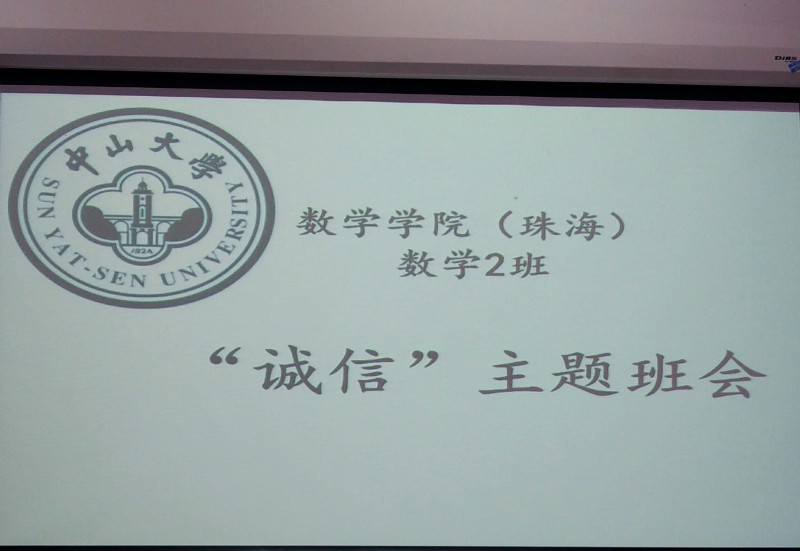 中山大學
SUN YAT-SEN UNIVERSITY
1924
数学学院（珠海）
数学2班
“诚信”主题班会